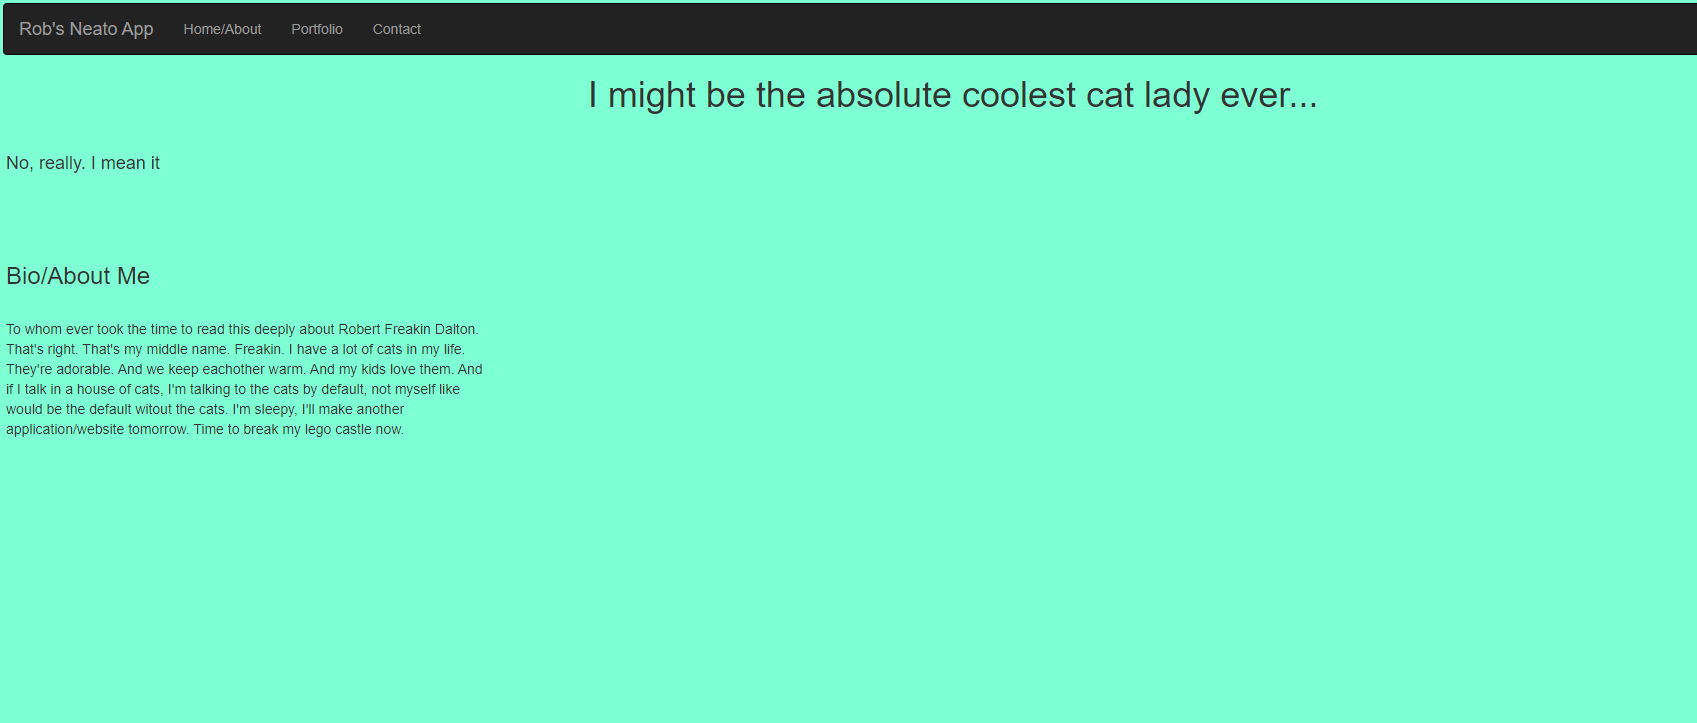 Rob's Neato App Home/About Portfolio Contact
I might be the absolute coolest cat lady ever...
No, really. I mean it
Bio/About Me
To whom ever took the time to read this deeply about Robert Freakin Dalton.
That's right. That's my middle name. Freakin. I have a lot of cats in my life.
They're adorable. And we keep eachother warm. And my kids love them. And
if I talk in a house of cats, I'm talking to the cats by default, not myself like
would be the default witout the cats. I'm sleepy, I'll make another
application/website tomorrow. Time to break my lego castle now.